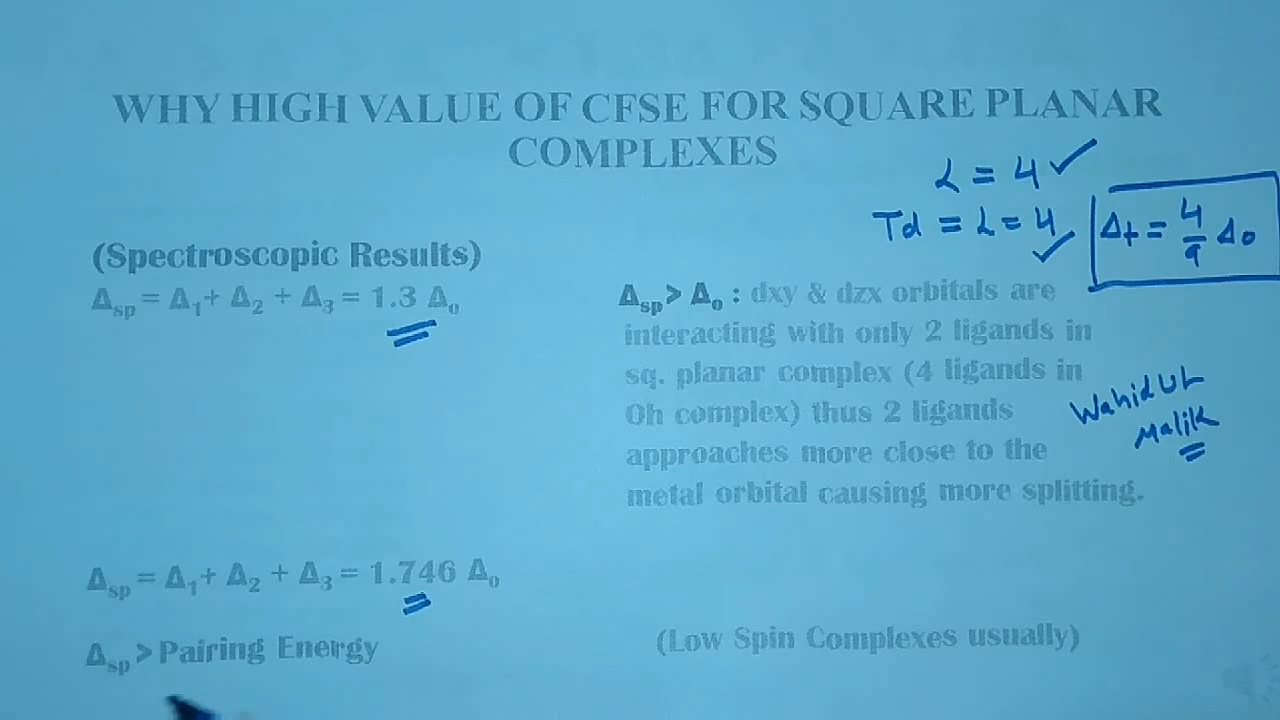 WHY HIGH VALUE OF CFSE FOR SQUARE PLANAR
COMPLEXES
L = 4 ✓
Td = L = 4 ✓
Δt = 4/9 Δo
(Spectroscopic Results)
Δsp = Δ1+ Δ2 + Δ3 = 1.3 Δo
Δsp > Δo : dxy & dzx orbitals are
interacting with only 2 ligands in
sq. planar complex (4 ligands in
Oh complex) thus 2 ligands
approaches more close to the
metal orbital causing more splitting.
Wahid UL
Malik
Δsp = Δ1+ Δ2 + Δ3 = 1.746 Δo
Δsp > Pairing Energy
(Low Spin Complexes usually)